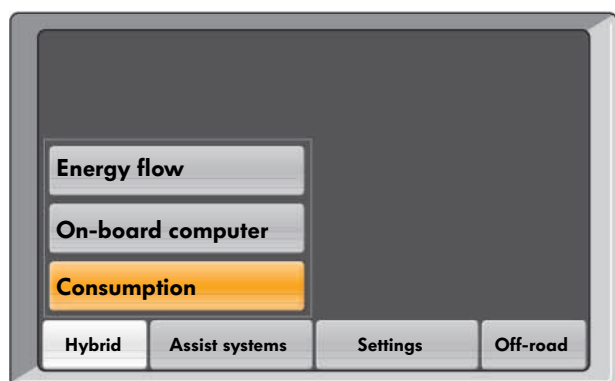 Energy flow
On-board computer
Consumption
Hybrid Assist systems Settings Off-road